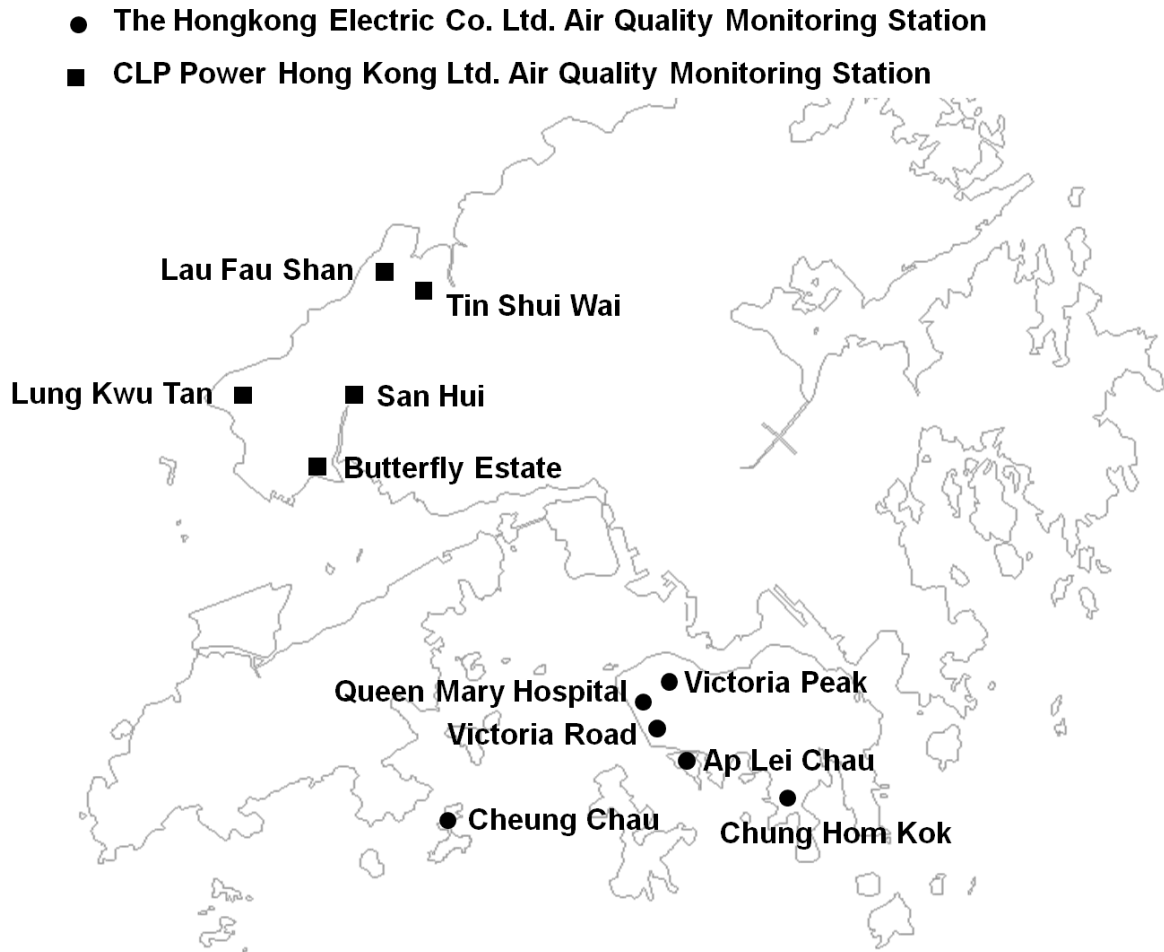 The Hongkong Electric Co. Ltd. Air Quality Monitoring Station
CLP Power Hong Kong Ltd. Air Quality Monitoring Station
Lau Fau Shan
Tin Shui Wai
Lung Kwu Tan
San Hui
Butterfly Estate
Victoria Peak
Queen Mary Hospital
Victoria Road
Ap Lei Chau
Cheung Chau
Chung Hom Kok